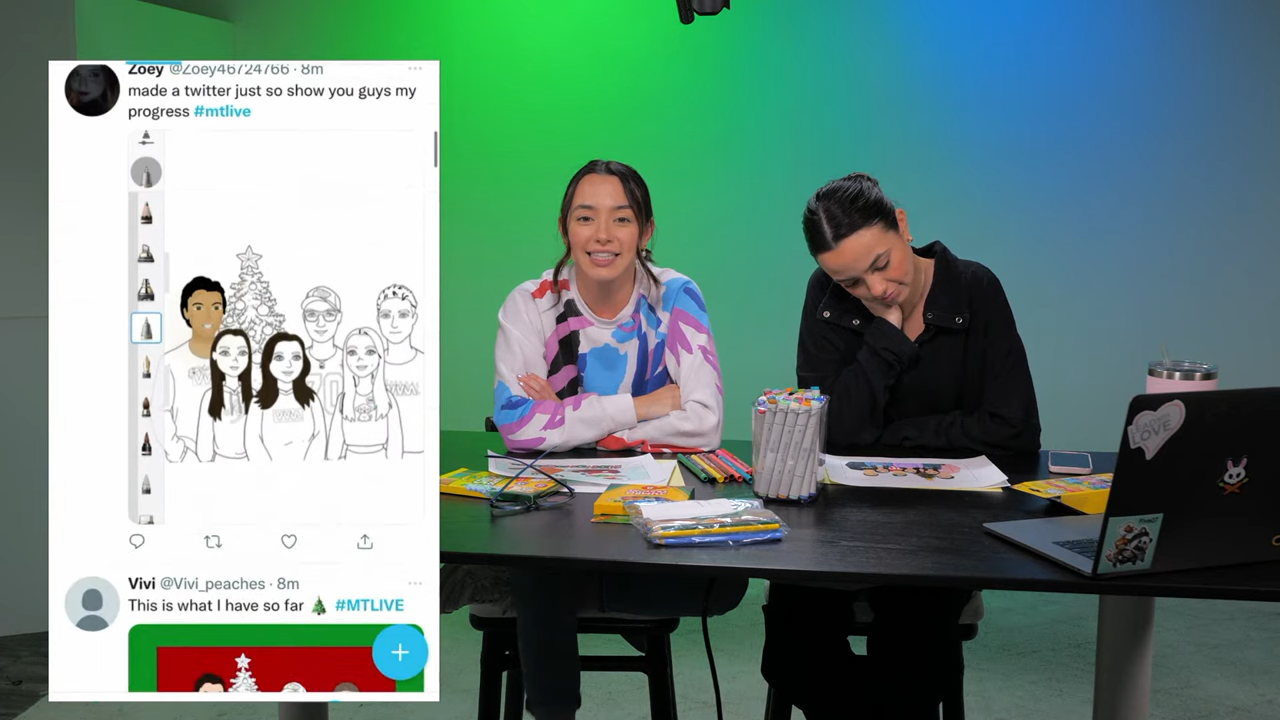 Zoey @Zoey46724766 · 8m
made a twitter just so show you guys my
progress #mtlive
Vivi @Vivi_peaches · 8m
This is what I have so far 🎄 #MTLIVE
+
LOVE